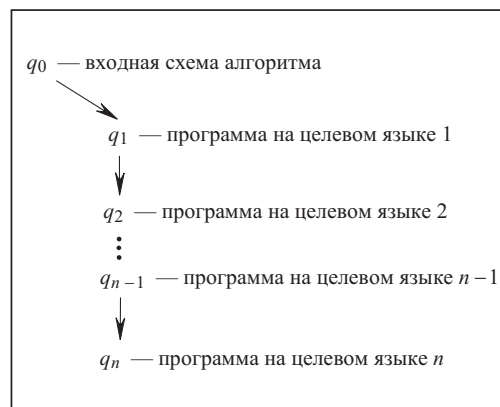 q₀ — входная схема алгоритма
q₁ — программа на целевом языке 1
q₂ — программа на целевом языке 2
qₙ₋₁ — программа на целевом языке n – 1
qₙ — программа на целевом языке n